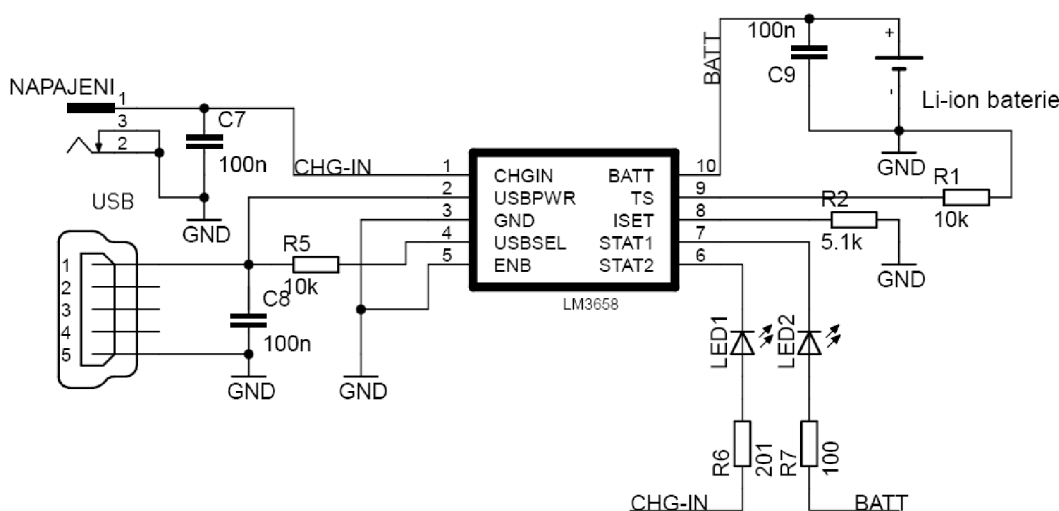 NAPAJENI
1
3
2
C7
100n
GND
CHG-IN
USB
1
2
3
4
5
R5
10k
C8
100n
GND
GND
1
2
3
4
5
CHGIN
USBPWR
GND
USBSEL
ENB
BATT
TS
ISET
STAT1
STAT2
LM3658
10
9
8
7
6
BATT
100n
C9
+
-
Li-ion baterie
GND
R1
10k
R2
5.1k
GND
LED1
LED2
R6
201
R7
100
CHG-IN
BATT